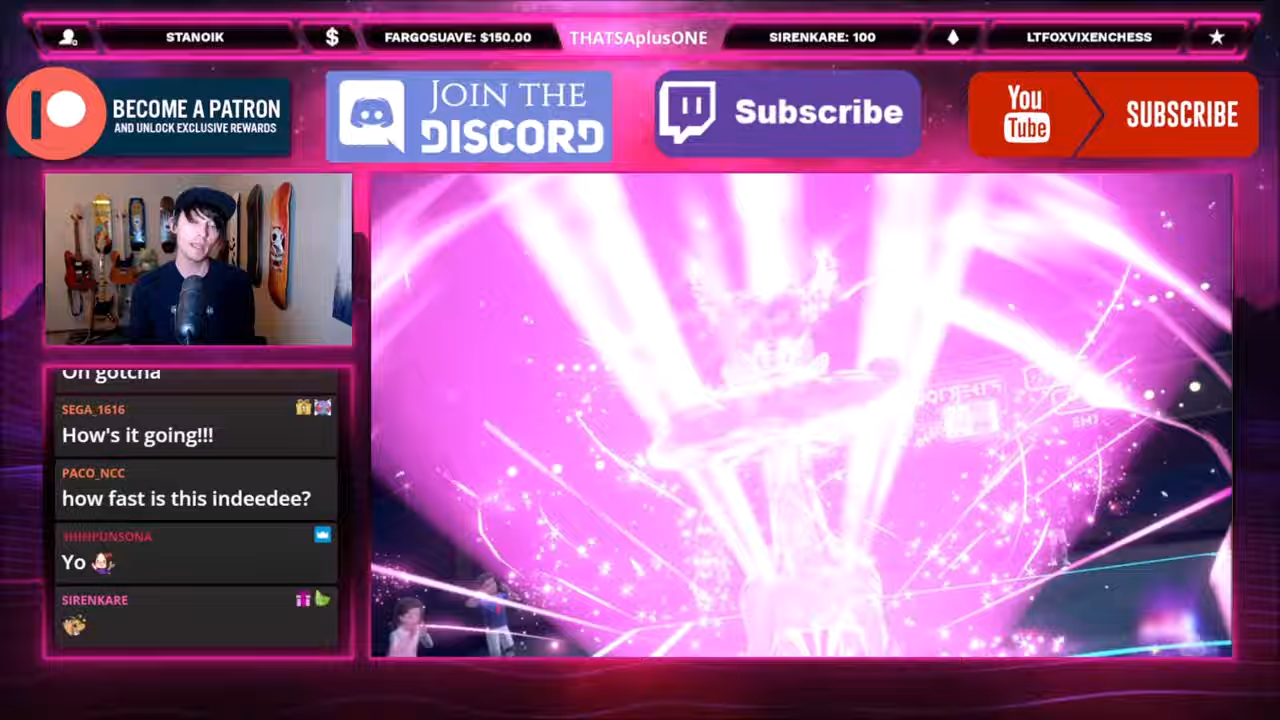 STANOIK
$
FARGOSUAVE: $150.00
THATSAplusONE
SIRENKARE: 100
LTFOXVIXENCHESS
BECOME A PATRON
AND UNLOCK EXCLUSIVE REWARDS
JOIN THE
DISCORD
Subscribe
You
Tube
SUBSCRIBE
Oh gotcha
SEGA_1616
How's it going!!!
PACO_NCC
how fast is this indeedee?
Yo
SIRENKARE